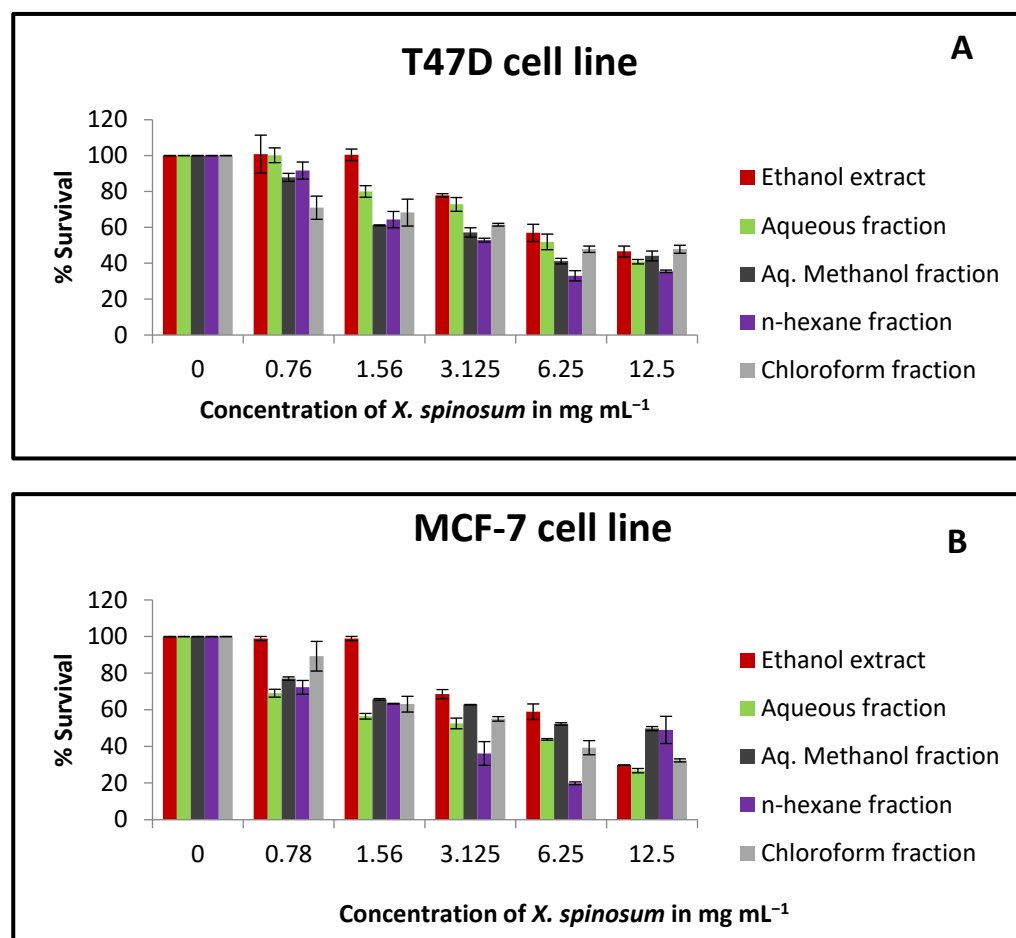 T47D cell line
A
% Survival
120
100
80
60
40
20
0
0 0.76 1.56 3.125 6.25 12.5
Concentration of X. spinosum in mg mL⁻¹
Ethanol extract
Aqueous fraction
Aq. Methanol fraction
n-hexane fraction
Chloroform fraction
MCF-7 cell line
B
% Survival
120
100
80
60
40
20
0
0 0.78 1.56 3.125 6.25 12.5
Concentration of X. spinosum in mg mL⁻¹
Ethanol extract
Aqueous fraction
Aq. Methanol fraction
n-hexane fraction
Chloroform fraction